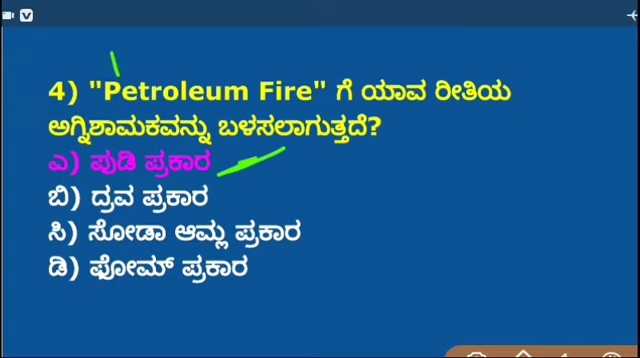 4) "Petroleum Fire" ಗೆ ಯಾವ ರೀತಿಯ
ಅಗ್ನಿಶಾಮಕವನ್ನು ಬಳಸಲಾಗುತ್ತದೆ?
ಎ) ಪುಡಿ ಪ್ರಕಾರ
ಬಿ) ದ್ರವ ಪ್ರಕಾರ
ಸಿ) ಸೋಡಾ ಆಮ್ಲ ಪ್ರಕಾರ
ಡಿ) ಫೋಮ್ ಪ್ರಕಾರ